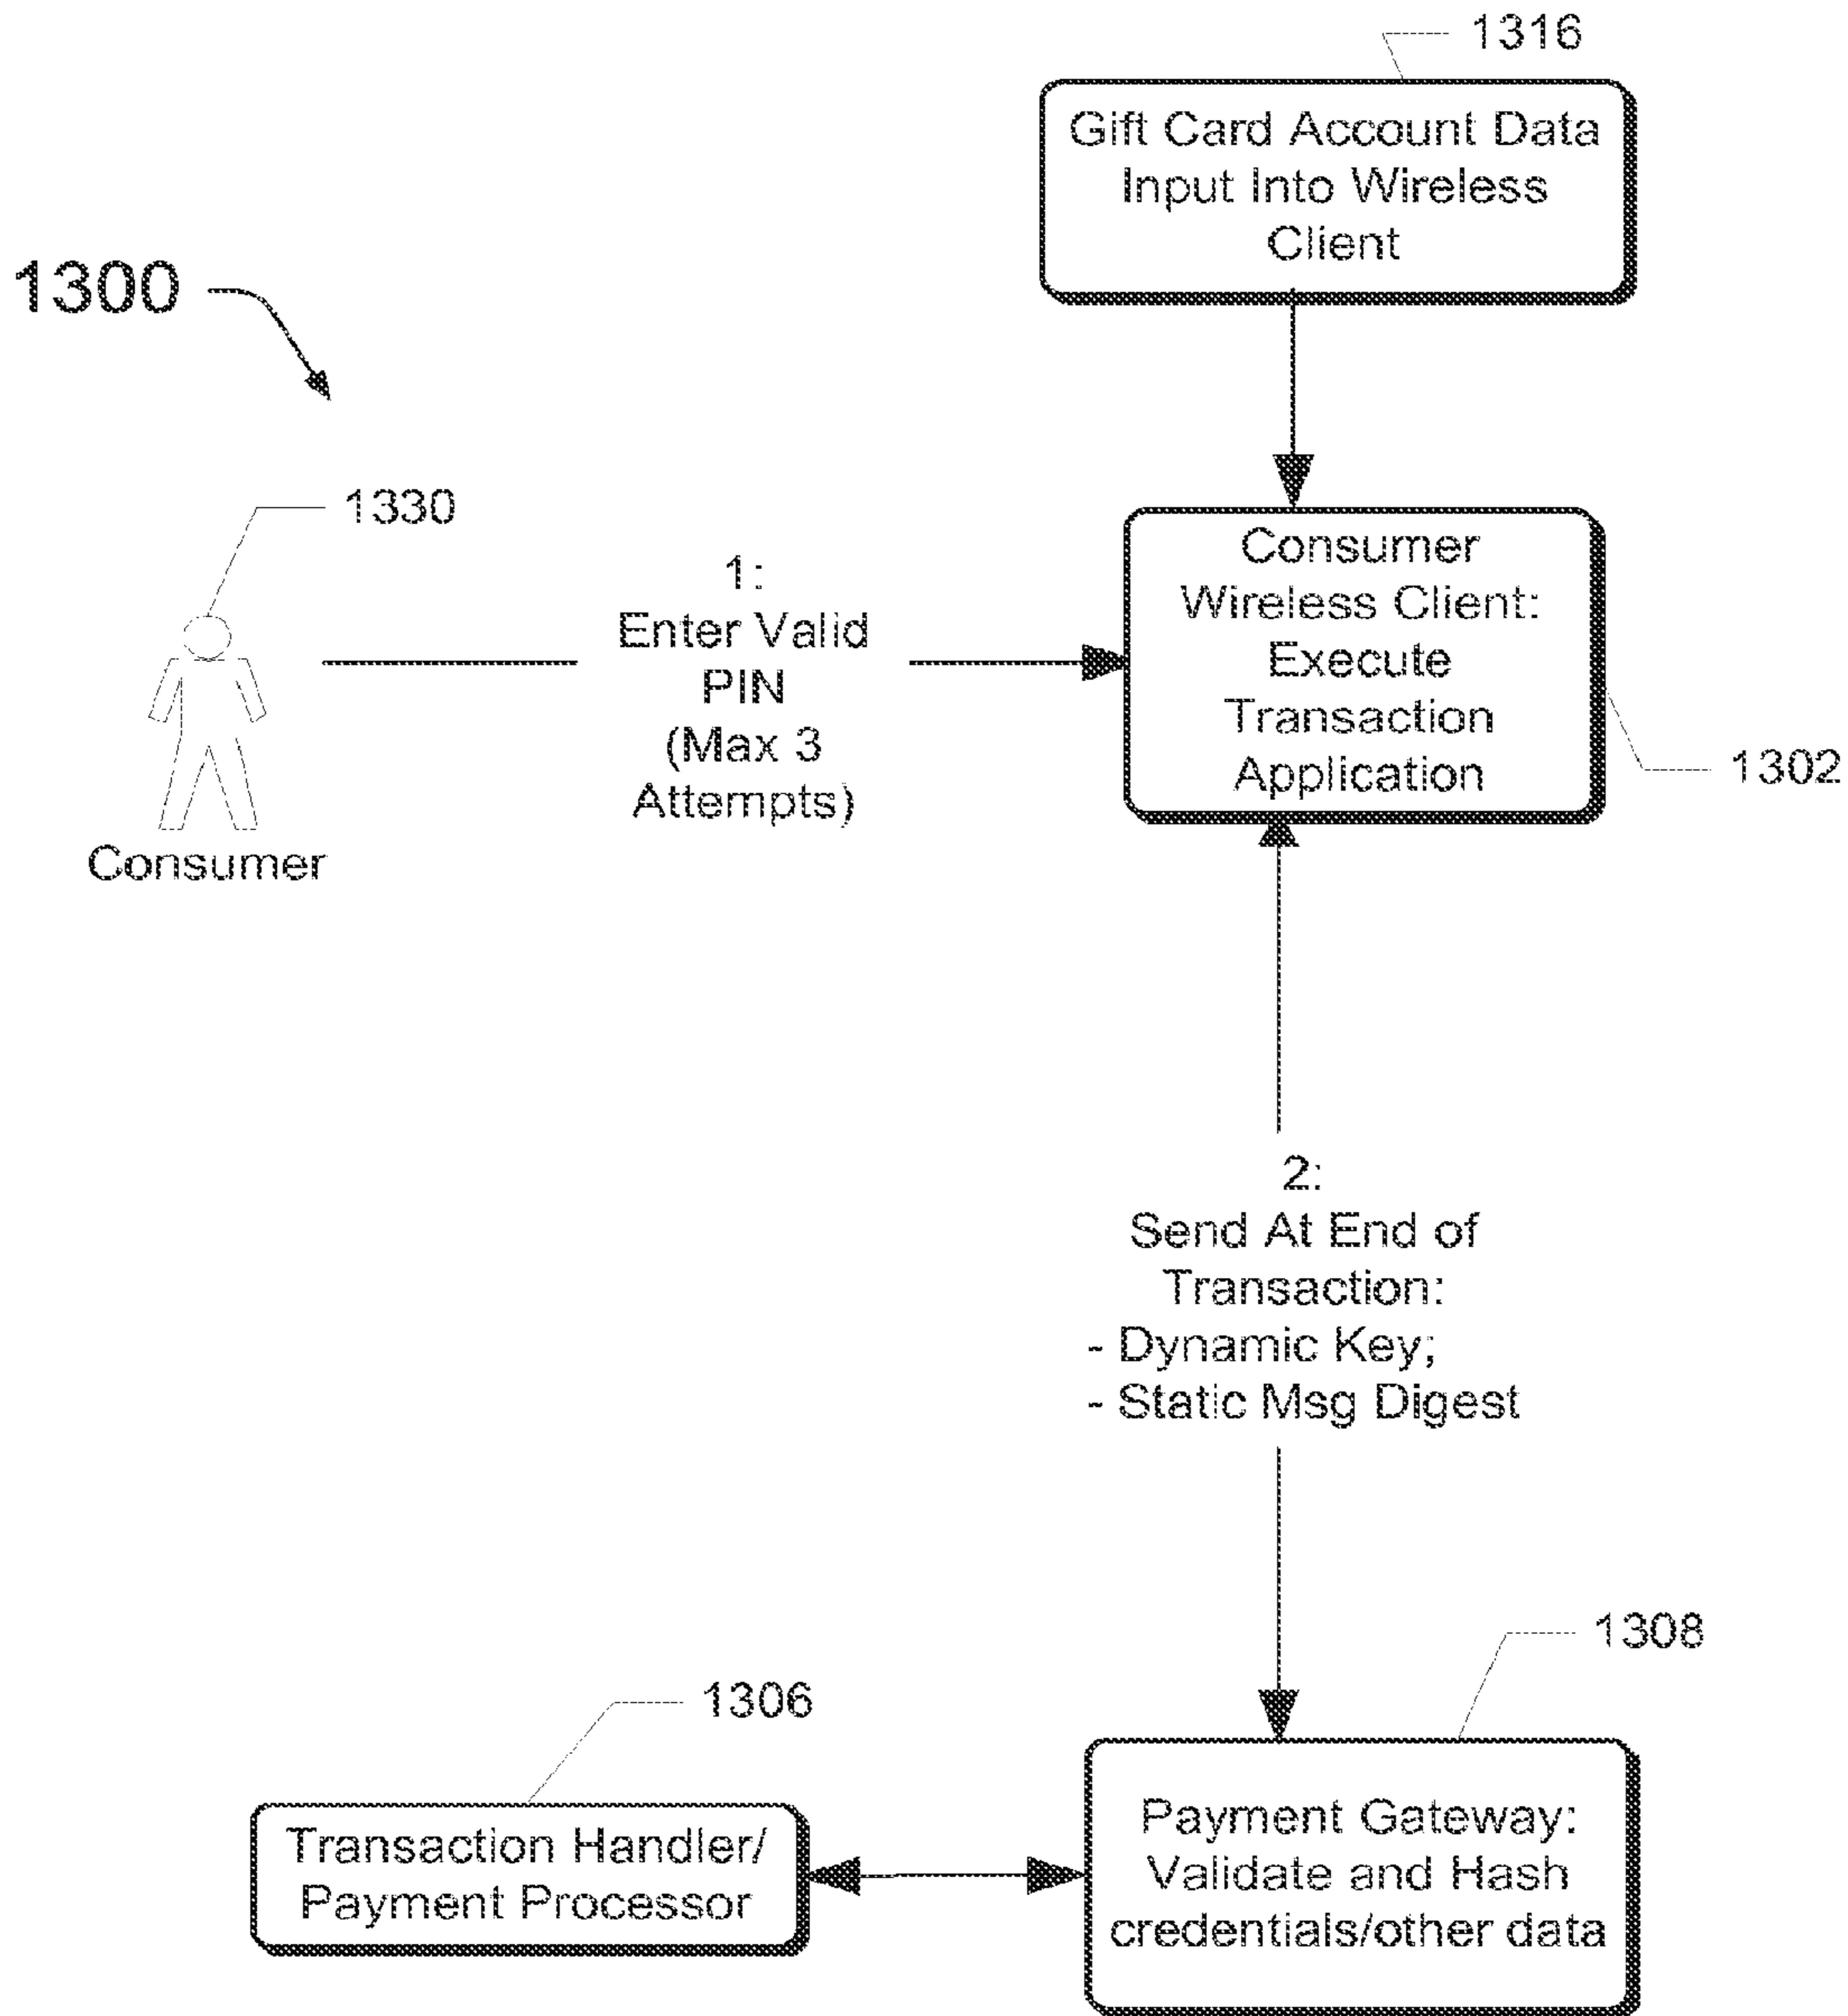 1316
Gift Card Account Data
Input Into Wireless
Client
1300
1330
1:
Enter Valid
PIN
(Max 3
Attempts)
Consumer
Consumer
Wireless Client:
Execute
Transaction
Application
1302
2:
Send At End of
Transaction:
- Dynamic Key;
- Static Msg Digest
1308
1306
Transaction Handler/
Payment Processor
Payment Gateway:
Validate and Hash
credentials/other data